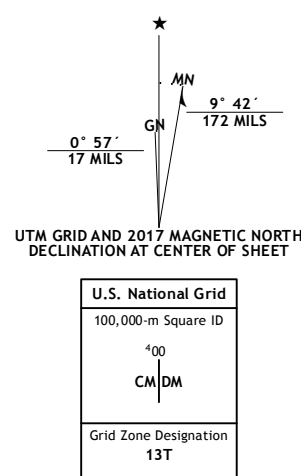 ★
MN
GN
9° 42´
172 MILS
0° 57´
17 MILS
UTM GRID AND 2017 MAGNETIC NORTH
DECLINATION AT CENTER OF SHEET
U.S. National Grid
100,000-m Square ID
⁴00
CM DM
Grid Zone Designation
13T